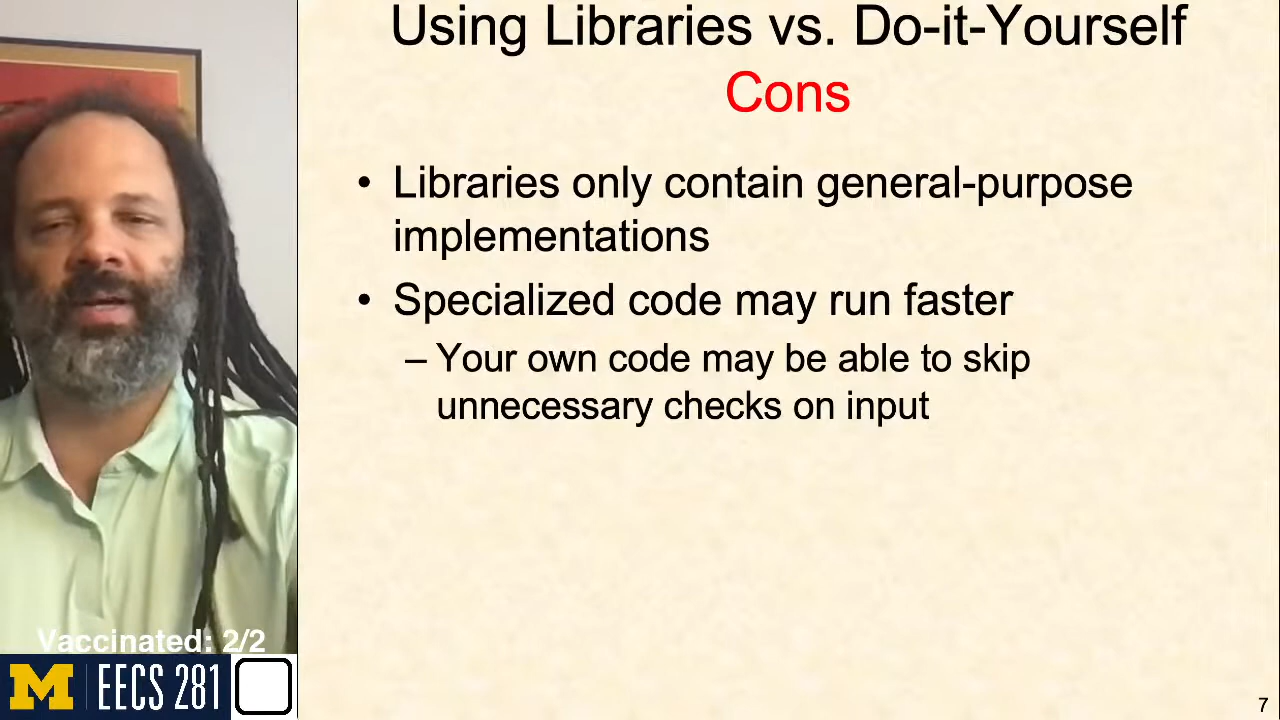 Using Libraries vs. Do-it-Yourself
Cons
• Libraries only contain general-purpose
implementations
• Specialized code may run faster
– Your own code may be able to skip
unnecessary checks on input
Vaccinated: 2/2
M EECS 281
7